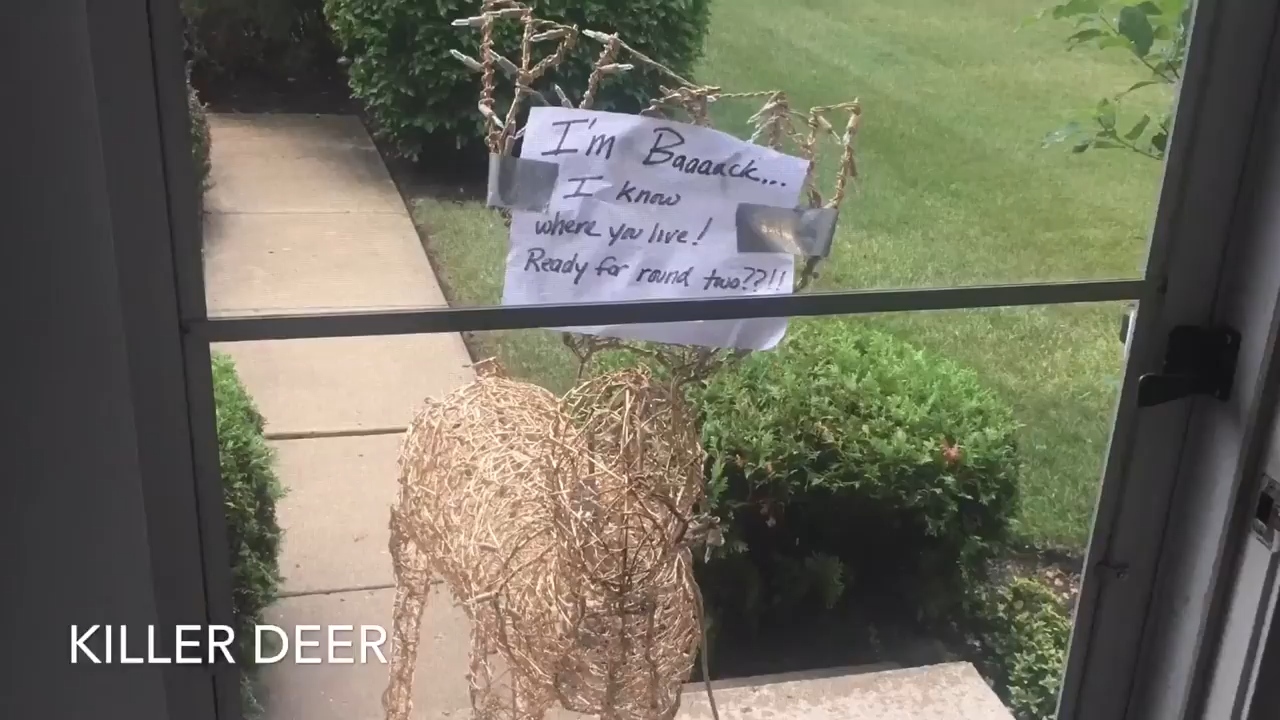 I'm Baaaack...
I know
where you live!
Ready for round two??!!
KILLER DEER